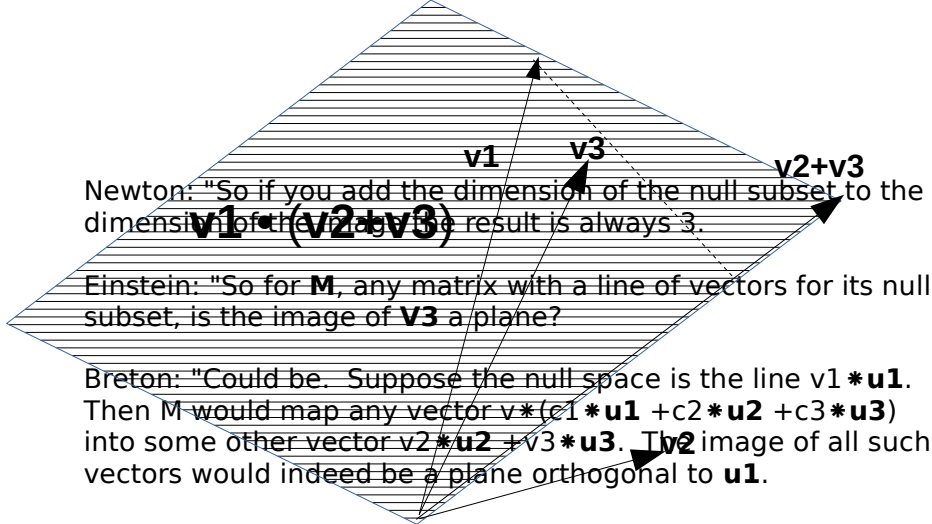 v1
v3
v2+v3
Newton: "So if you add the dimension of the null subset to the
dimension of the image the result is always 3.
v1 • (v2+v3)
Einstein: "So for M, any matrix with a line of vectors for its null
subset, is the image of V3 a plane?
Breton: "Could be.  Suppose the null space is the line v1*u1.
Then M would map any vector v*(c1*u1 +c2*u2 +c3*u3)
into some other vector v2*u2 +v3*u3.  The image of all such
v2
vectors would indeed be a plane orthogonal to u1.